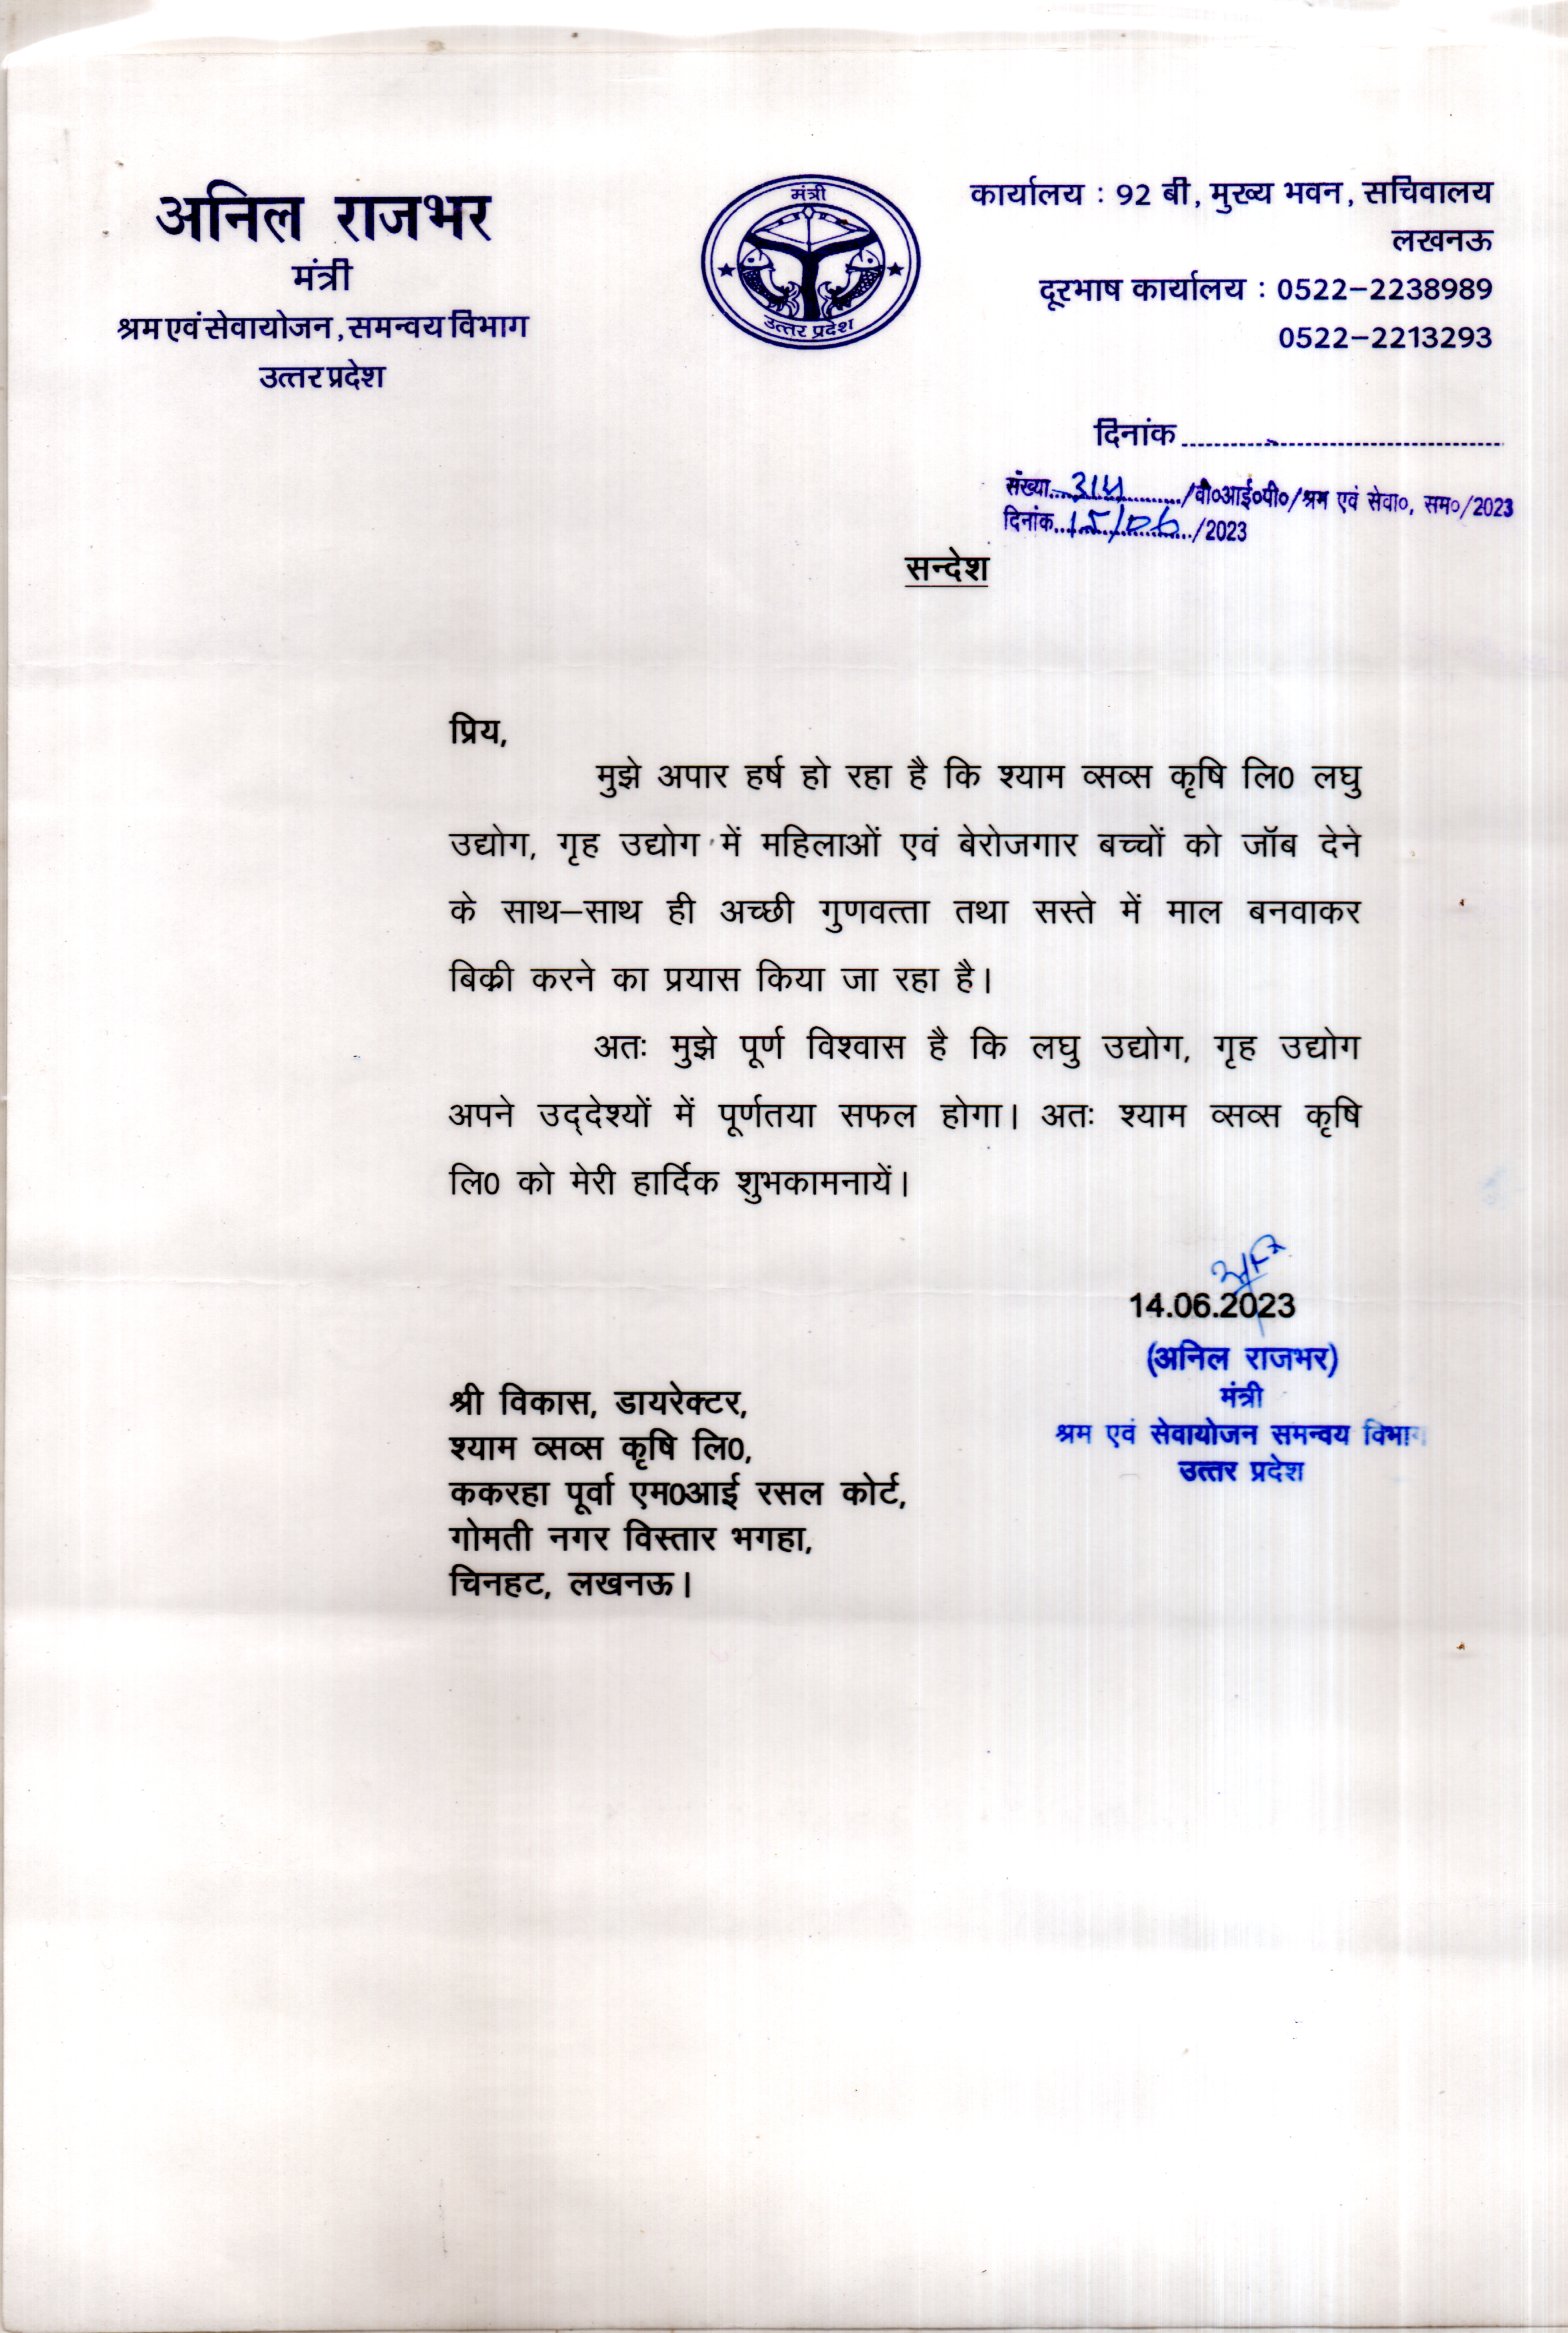 अनिल राजभर
मंत्री
श्रम एवं सेवायोजन, समन्वय विभाग
उत्तर प्रदेश
मंत्री
उत्तर प्रदेश
कार्यालय : 92 बी, मुख्य भवन, सचिवालय
लखनऊ
दूरभाष कार्यालय : 0522-2238989
0522-2213293
दिनांक
संख्या....................../वी०आई०पी०/श्रम एवं सेवा०, सम०/2023
दिनांक...15/06.../2023
सन्देश
प्रिय,
मुझे अपार हर्ष हो रहा है कि श्याम व्सव्स कृषि लि0 लघु
उद्योग, गृह उद्योग में महिलाओं एवं बेरोजगार बच्चों को जॉब देने
के साथ-साथ ही अच्छी गुणवत्ता तथा सस्ते में माल बनवाकर
बिक्री करने का प्रयास किया जा रहा है।
अतः मुझे पूर्ण विश्वास है कि लघु उद्योग, गृह उद्योग
अपने उद्देश्यों में पूर्णतया सफल होगा। अतः श्याम व्सव्स कृषि
लि0 को मेरी हार्दिक शुभकामनायें।
14.06.2023
(अनिल राजभर)
मंत्री
श्रम एवं सेवायोजन समन्वय विभाग
उत्तर प्रदेश
श्री विकास, डायरेक्टर,
श्याम व्सव्स कृषि लि0,
ककरहा पूर्वा एम0आई रसल कोर्ट,
गोमती नगर विस्तार भगहा,
चिनहट, लखनऊ।